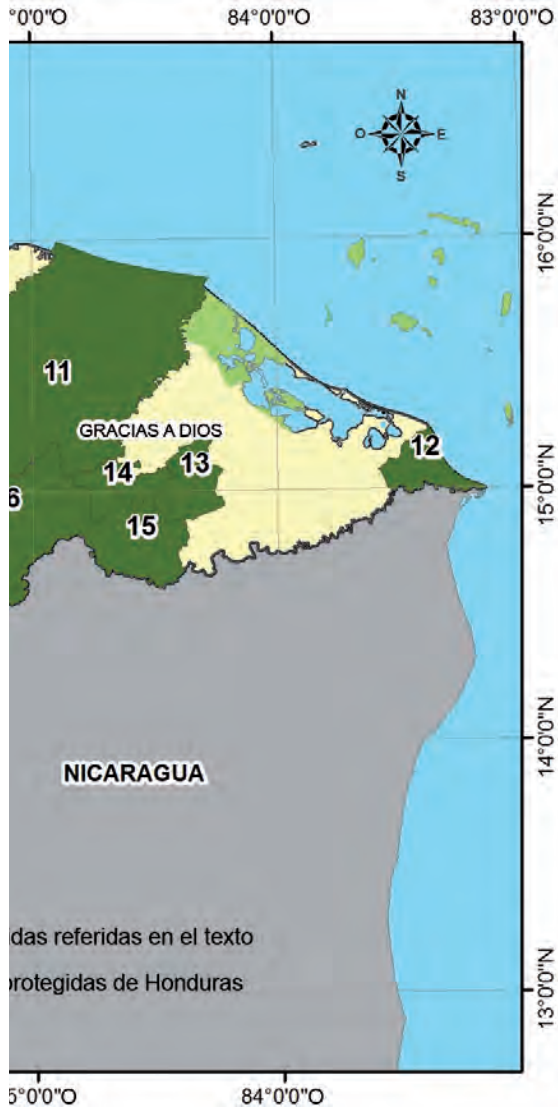 °0'0"O 84°0'0"O 83°0'0"O
N
O E
S
16°0'0"N
11
GRACIAS A DIOS
12
13
14
15°0'0"N
6
15
14°0'0"N
NICARAGUA
das referidas en el texto
protegidas de Honduras
13°0'0"N
5°0'0"O 84°0'0"O